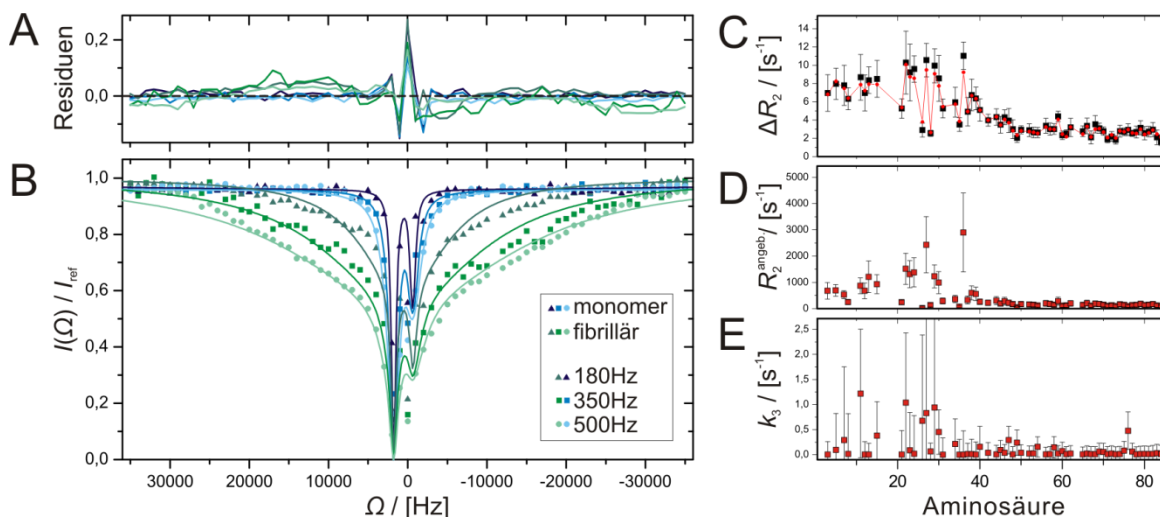 A
Residuen
0,2
0,0
B
I(Ω) / I_ref
1,0
0,8
0,6
0,4
0,2
0,0
monomer
fibrillär
180Hz
350Hz
500Hz
30000 20000 10000 0 -10000 -20000 -30000
Ω / [Hz]
C
ΔR₂ / [s⁻¹]
16
14
12
10
8
6
4
2
0
D
R₂^angeb. / [s⁻¹]
5000
4000
3000
2000
1000
0
E
k₃ / [s⁻¹]
2,5
2,0
1,5
1,0
0,5
0,0
0 20 40 60 80
Aminosäure